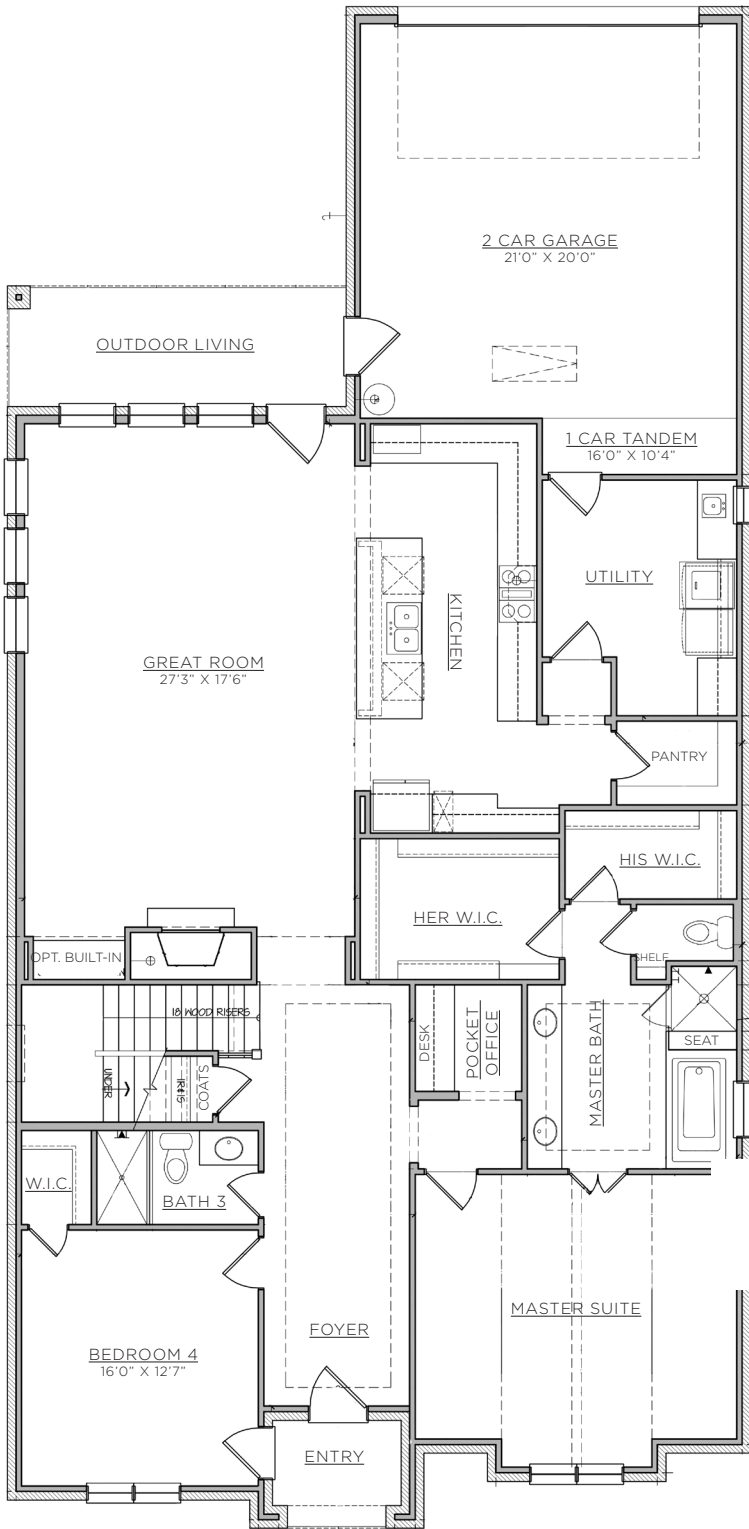 2 CAR GARAGE
21'0" X 20'0"
OUTDOOR LIVING
1 CAR TANDEM
16'0" X 10'4"
UTILITY
KITCHEN
GREAT ROOM
27'3" X 17'6"
PANTRY
HIS W.I.C.
HER W.I.C.
OPT. BUILT-IN
SHELF
18 WOOD RISERS
DESK
POCKET
OFFICE
MASTER BATH
SEAT
UNDER
1R&1S
COATS
W.I.C.
BATH 3
FOYER
MASTER SUITE
BEDROOM 4
16'0" X 12'7"
ENTRY